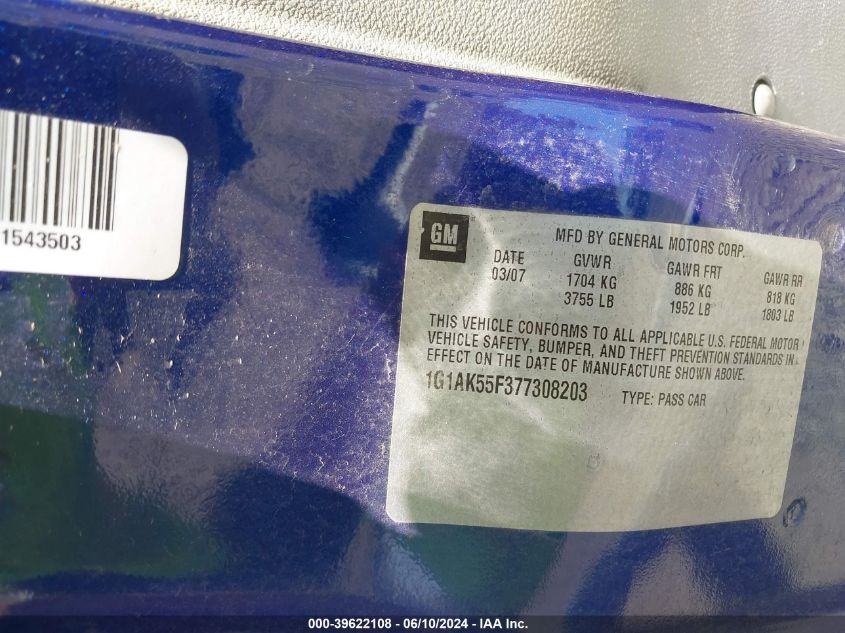 1543503
GM
MFD BY GENERAL MOTORS CORP.
DATE GVWR GAWR FRT GAWR RR
03/07 1704 KG 886 KG 818 KG
3755 LB 1952 LB 1803 LB
THIS VEHICLE CONFORMS TO ALL APPLICABLE U.S. FEDERAL MOTOR
VEHICLE SAFETY, BUMPER, AND THEFT PREVENTION STANDARDS IN
EFFECT ON THE DATE OF MANUFACTURE SHOWN ABOVE.
1G1AK55F377308203 TYPE: PASS CAR
000-39622108 - 06/10/2024 - IAA Inc.